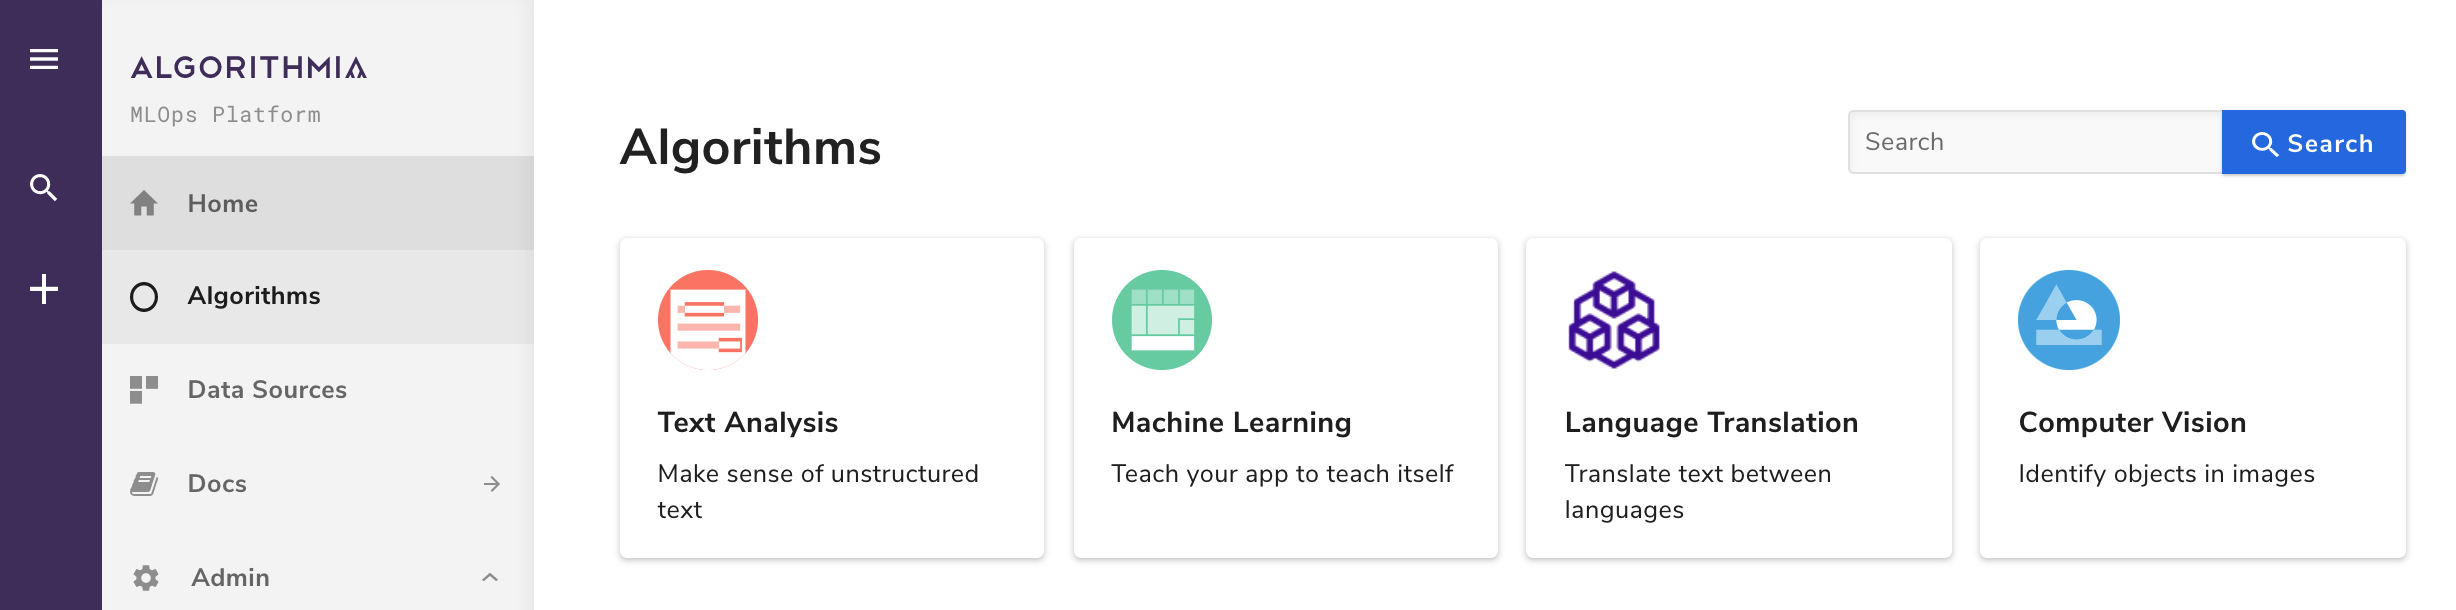 ALGORITHMIA
MLOps Platform
Home
Algorithms
Data Sources
Docs
Admin
Algorithms
Search
Search
Text Analysis
Make sense of unstructured
text
Machine Learning
Teach your app to teach itself
Language Translation
Translate text between
languages
Computer Vision
Identify objects in images